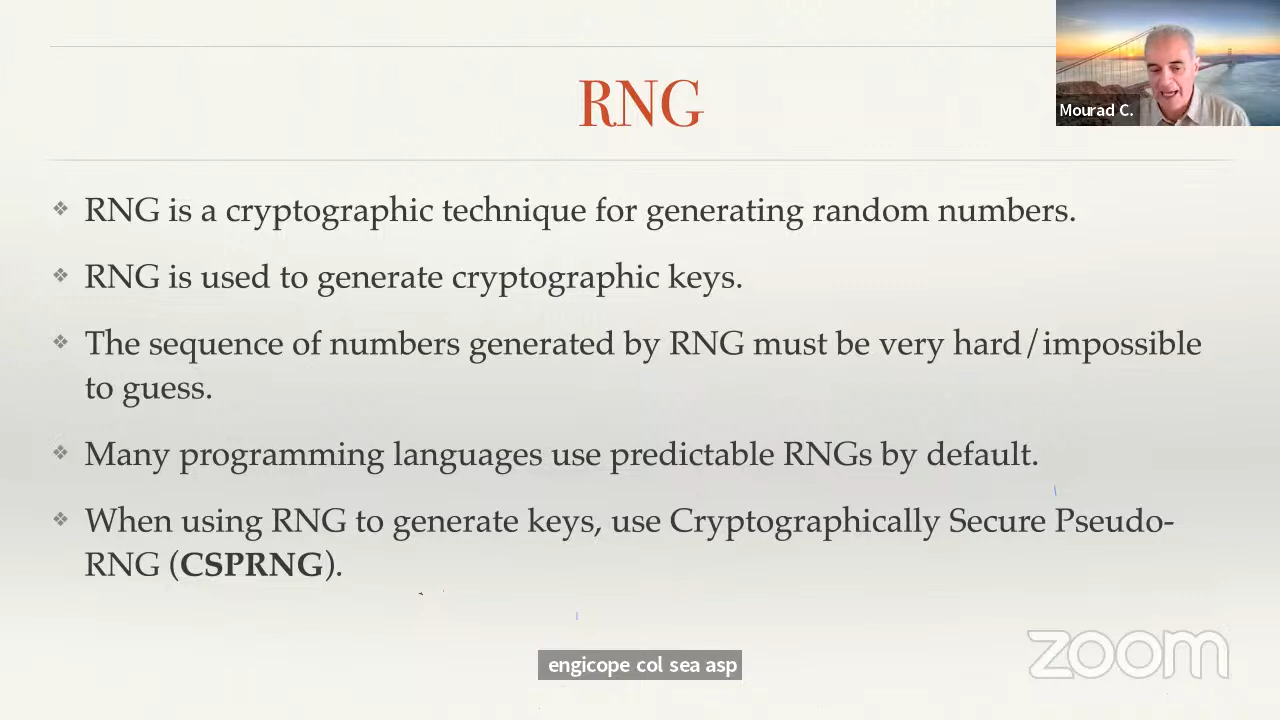 RNG
Mourad C.
❖ RNG is a cryptographic technique for generating random numbers.
❖ RNG is used to generate cryptographic keys.
❖ The sequence of numbers generated by RNG must be very hard/impossible
to guess.
❖ Many programming languages use predictable RNGs by default.
❖ When using RNG to generate keys, use Cryptographically Secure Pseudo-
RNG (CSPRNG).
engicope col sea asp
zoom